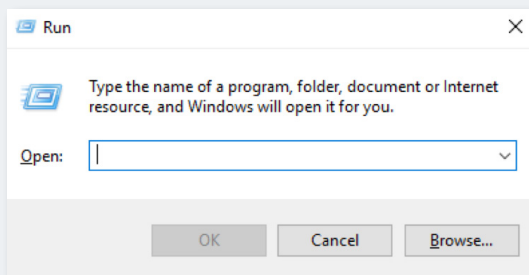 Run
Type the name of a program, folder, document or Internet
resource, and Windows will open it for you.
Open:
OK Cancel Browse...